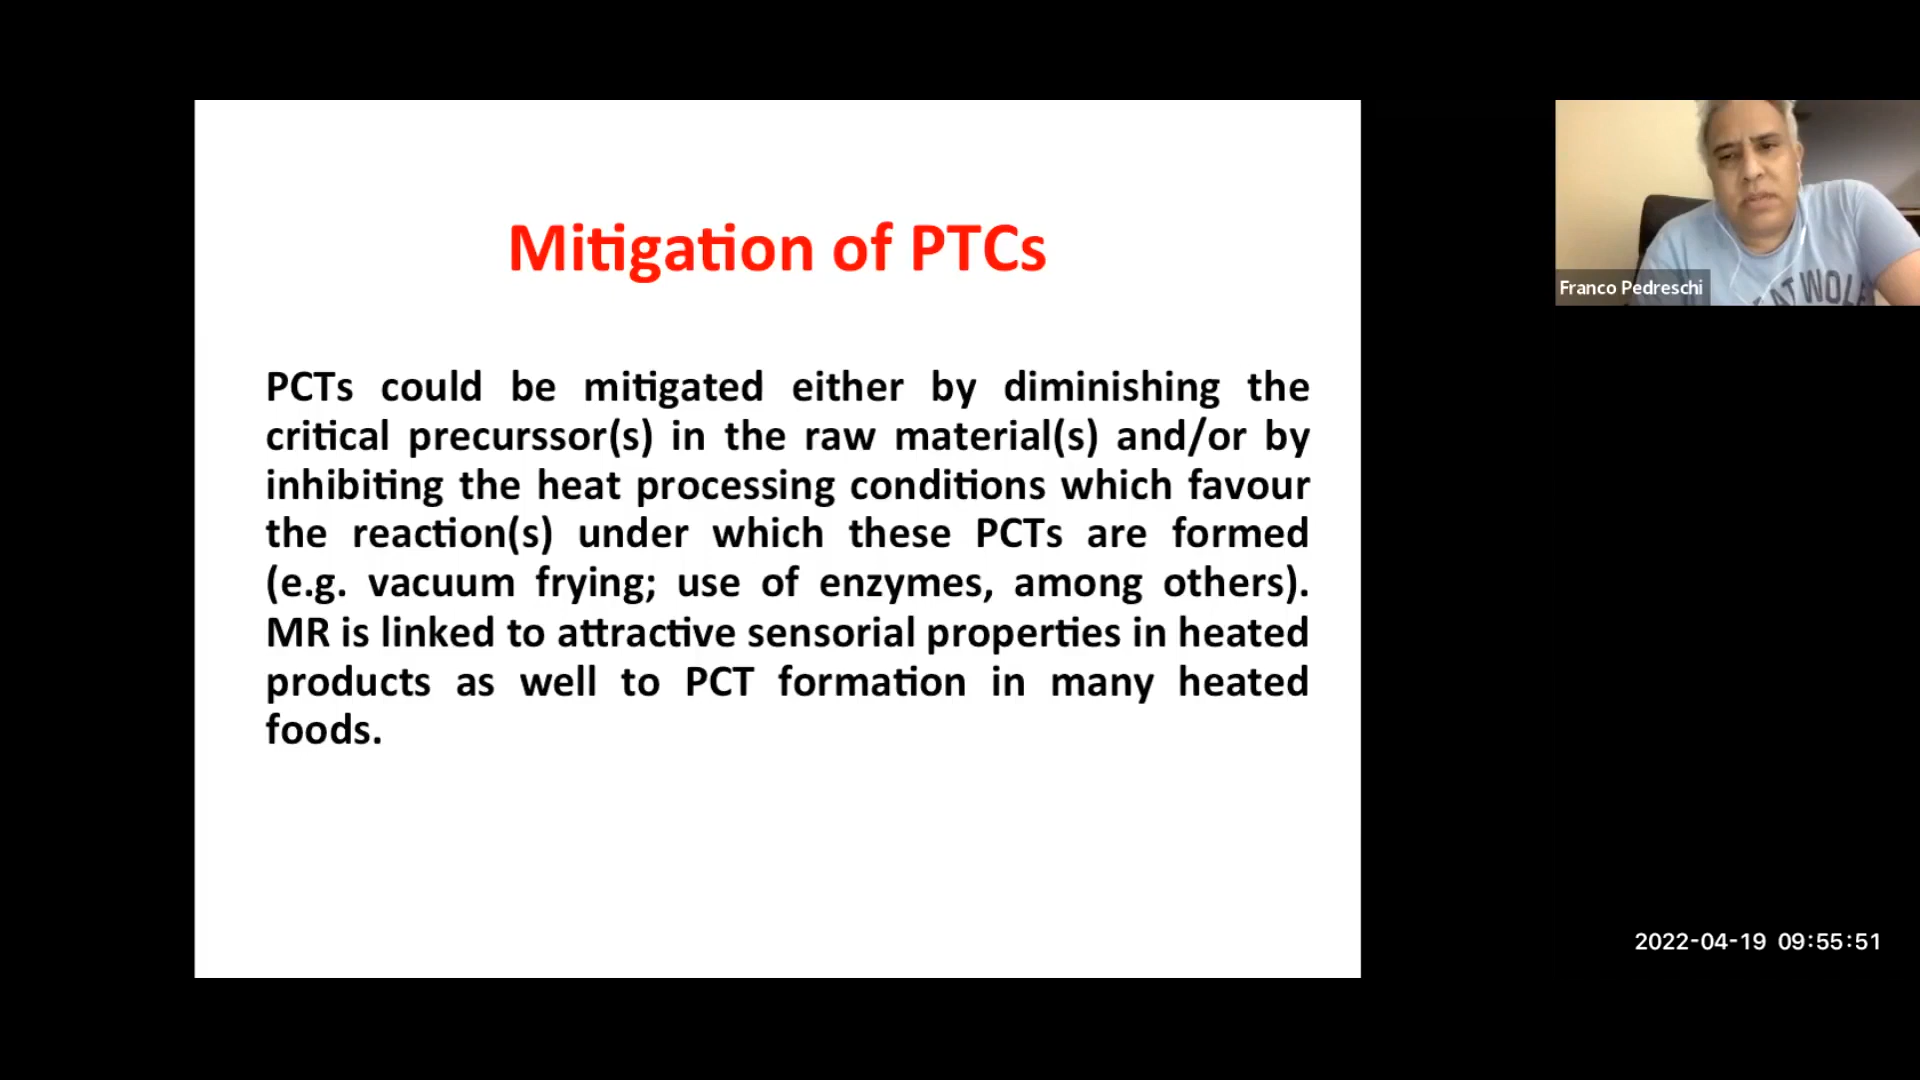 Mitigation of PTCs
PCTs could be mitigated either by diminishing the
critical precurssor(s) in the raw material(s) and/or by
inhibiting the heat processing conditions which favour
the reaction(s) under which these PCTs are formed
(e.g. vacuum frying; use of enzymes, among others).
MR is linked to attractive sensorial properties in heated
products as well to PCT formation in many heated
foods.
Franco Pedreschi
2022-04-19 09:55:51